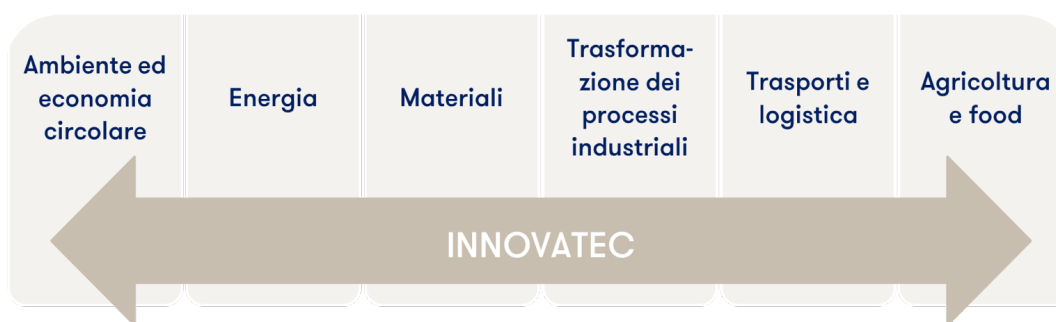 Ambiente ed
economia
circolare
Energia
Materiali
Trasforma-
zione dei
processi
industriali
Trasporti e
logistica
Agricoltura
e food
INNOVATEC